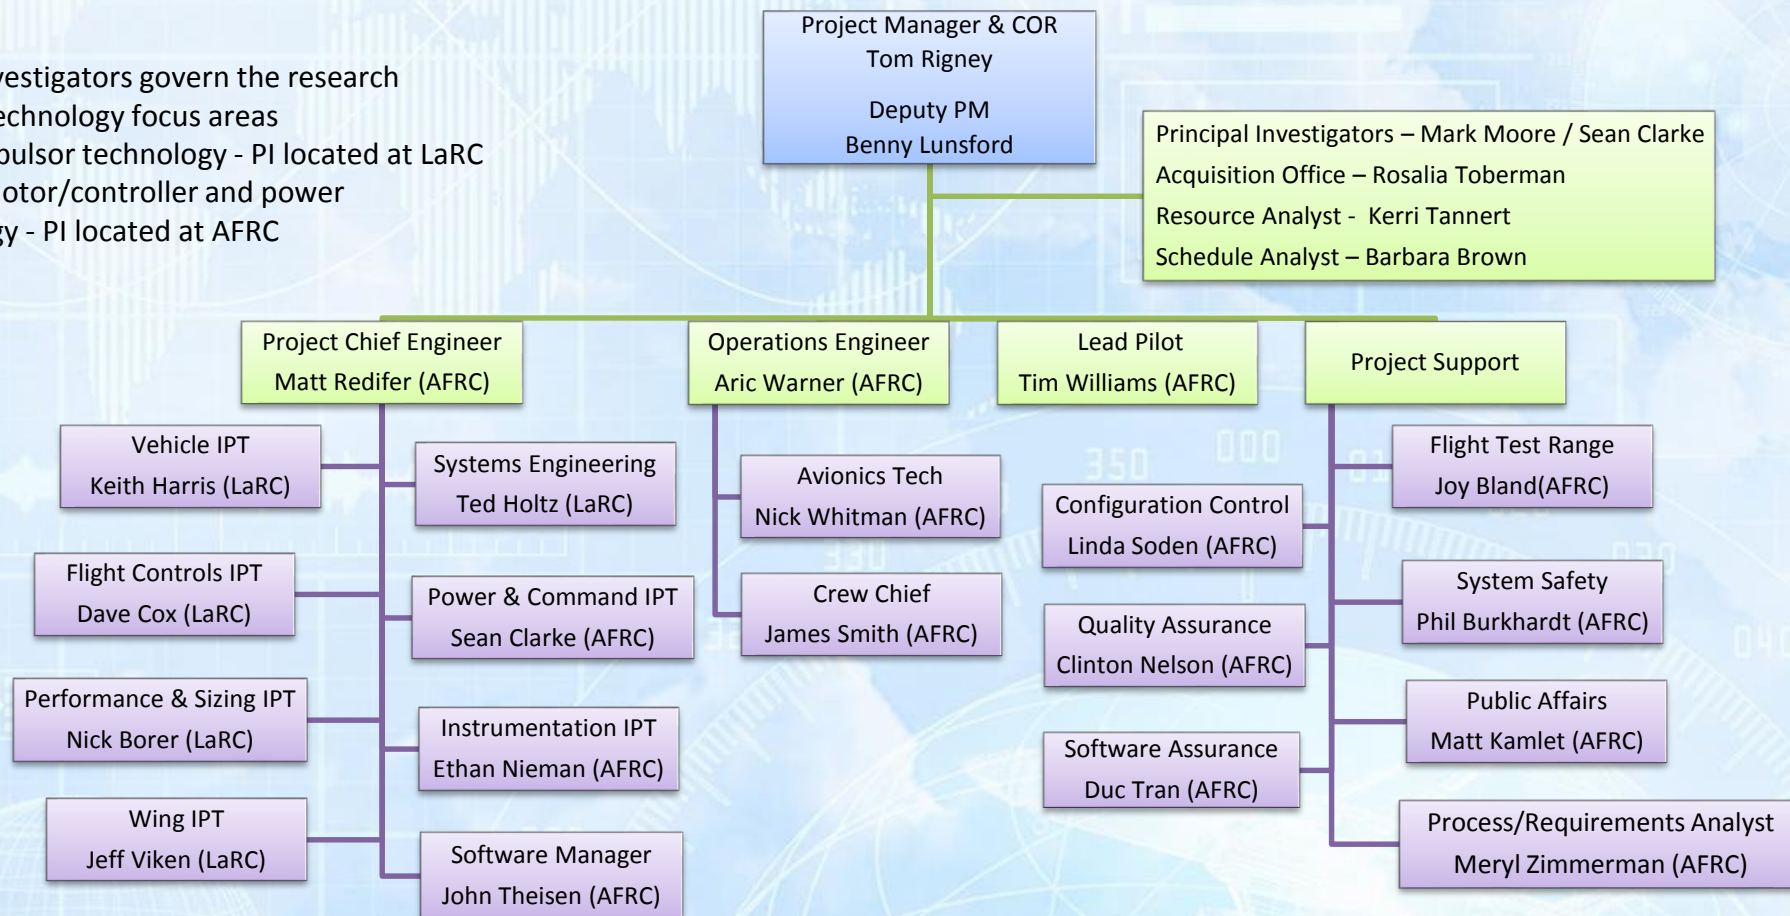 Project Manager & COR
Tom Rigney
Deputy PM
Benny Lunsford
vestigators govern the research
echnology focus areas
pulsor technology - PI located at LaRC
otor/controller and power
gy - PI located at AFRC
Principal Investigators – Mark Moore / Sean Clarke
Acquisition Office – Rosalia Toberman
Resource Analyst -  Kerri Tannert
Schedule Analyst – Barbara Brown
Project Chief Engineer
Matt Redifer (AFRC)
Operations Engineer
Aric Warner (AFRC)
Lead Pilot
Tim Williams (AFRC)
Project Support
Vehicle IPT
Keith Harris (LaRC)
Systems Engineering
Ted Holtz (LaRC)
Flight Controls IPT
Dave Cox (LaRC)
Power & Command IPT
Sean Clarke (AFRC)
Performance & Sizing IPT
Nick Borer (LaRC)
Instrumentation IPT
Ethan Nieman (AFRC)
Wing IPT
Jeff Viken (LaRC)
Software Manager
John Theisen (AFRC)
Avionics Tech
Nick Whitman (AFRC)
Crew Chief
James Smith (AFRC)
Flight Test Range
Joy Bland(AFRC)
Configuration Control
Linda Soden (AFRC)
System Safety
Phil Burkhardt (AFRC)
Quality Assurance
Clinton Nelson (AFRC)
Public Affairs
Matt Kamlet (AFRC)
Software Assurance
Duc Tran (AFRC)
Process/Requirements Analyst
Meryl Zimmerman (AFRC)
350
000
330
030